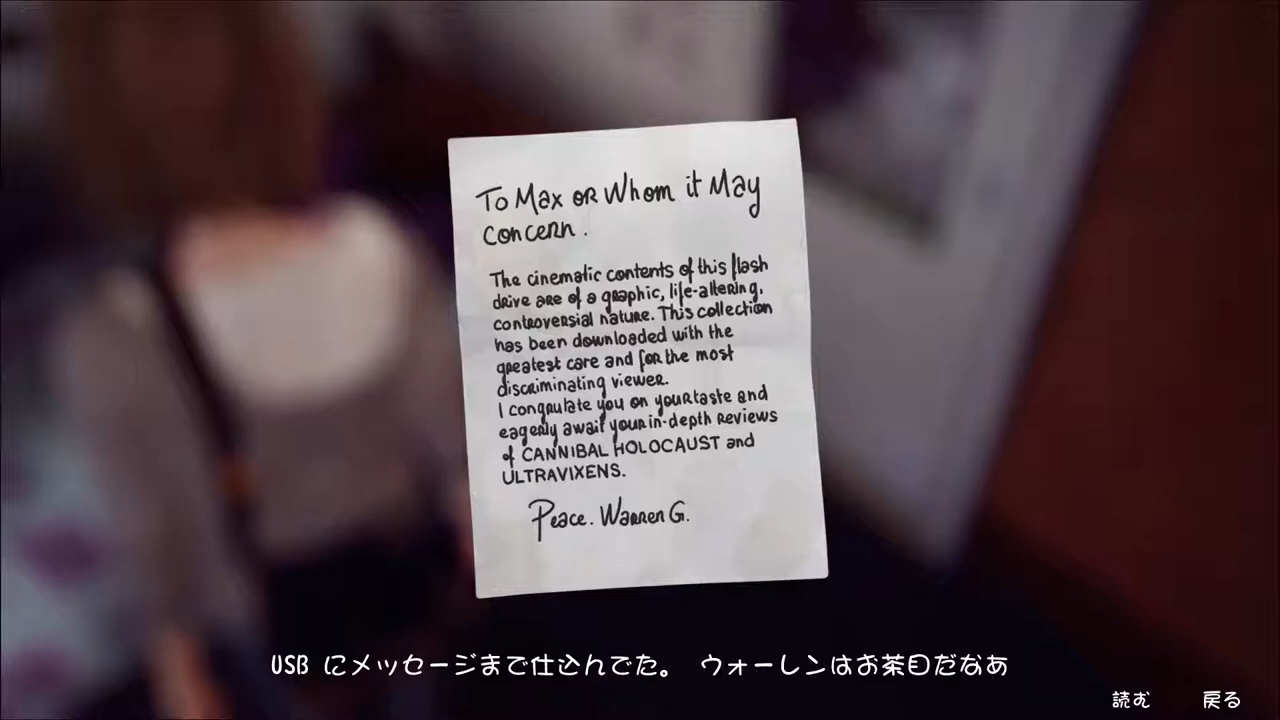 To Max or Whom it May
Concern.
The cinematic contents of this flash
drive are of a graphic, life-altering,
controversial nature. This collection
has been downloaded with the
greatest care and for the most
discriminating viewer.
I congrulate you on your taste and
eagerly await your in-depth reviews
of CANNIBAL HOLOCAUST and
ULTRAVIXENS.
Peace. Warren G.
USB にメッセージまで仕込んでた。 ウォーレンはお茶目だなあ
読む 戻る